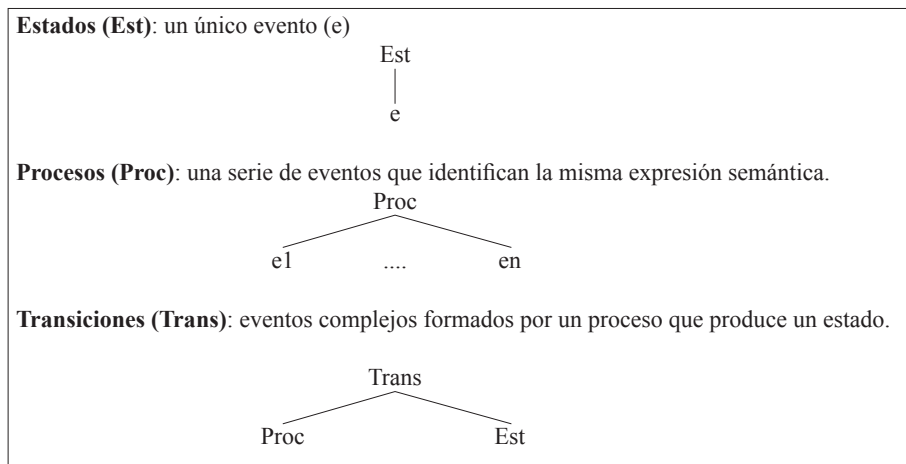 Estados (Est): un único evento (e)
Est
e
Procesos (Proc): una serie de eventos que identifican la misma expresión semántica.
Proc
e1 .... en
Transiciones (Trans): eventos complejos formados por un proceso que produce un estado.
Trans
Proc Est